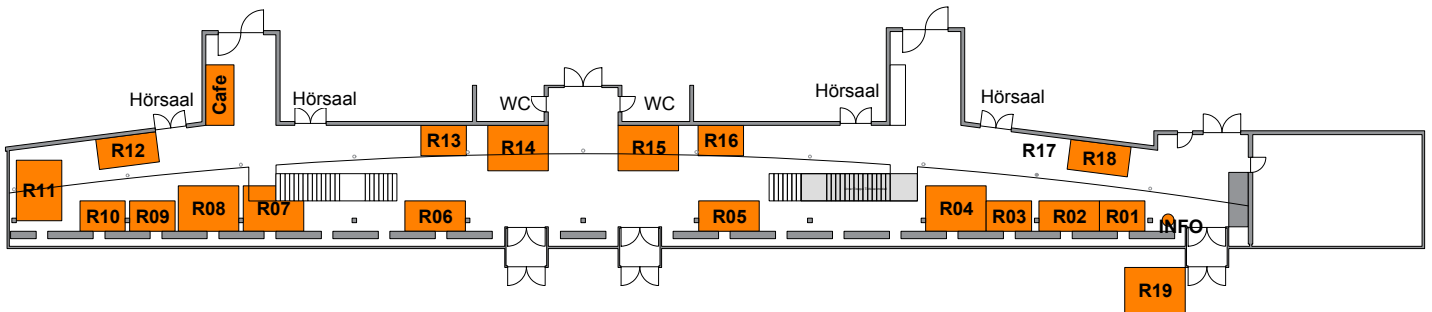 Cafe
Hörsaal
Hörsaal
WC
WC
Hörsaal
Hörsaal
R12
R13
R14
R15
R16
R17
R18
R11
R10
R09
R08
R07
R06
R05
R04
R03
R02
R01
INFO
R19